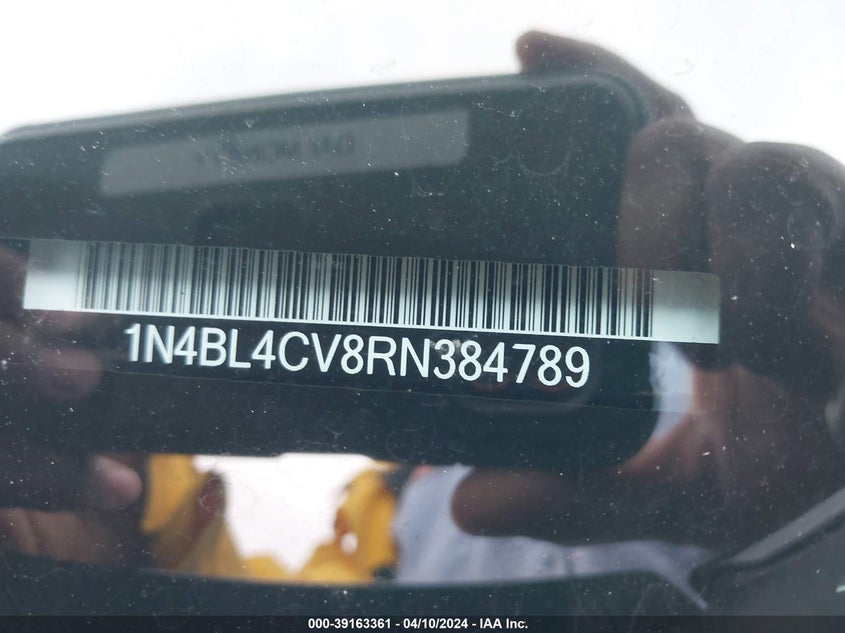 1N4BL4CV8RN384789
000-39163361 - 04/10/2024 - IAA Inc.